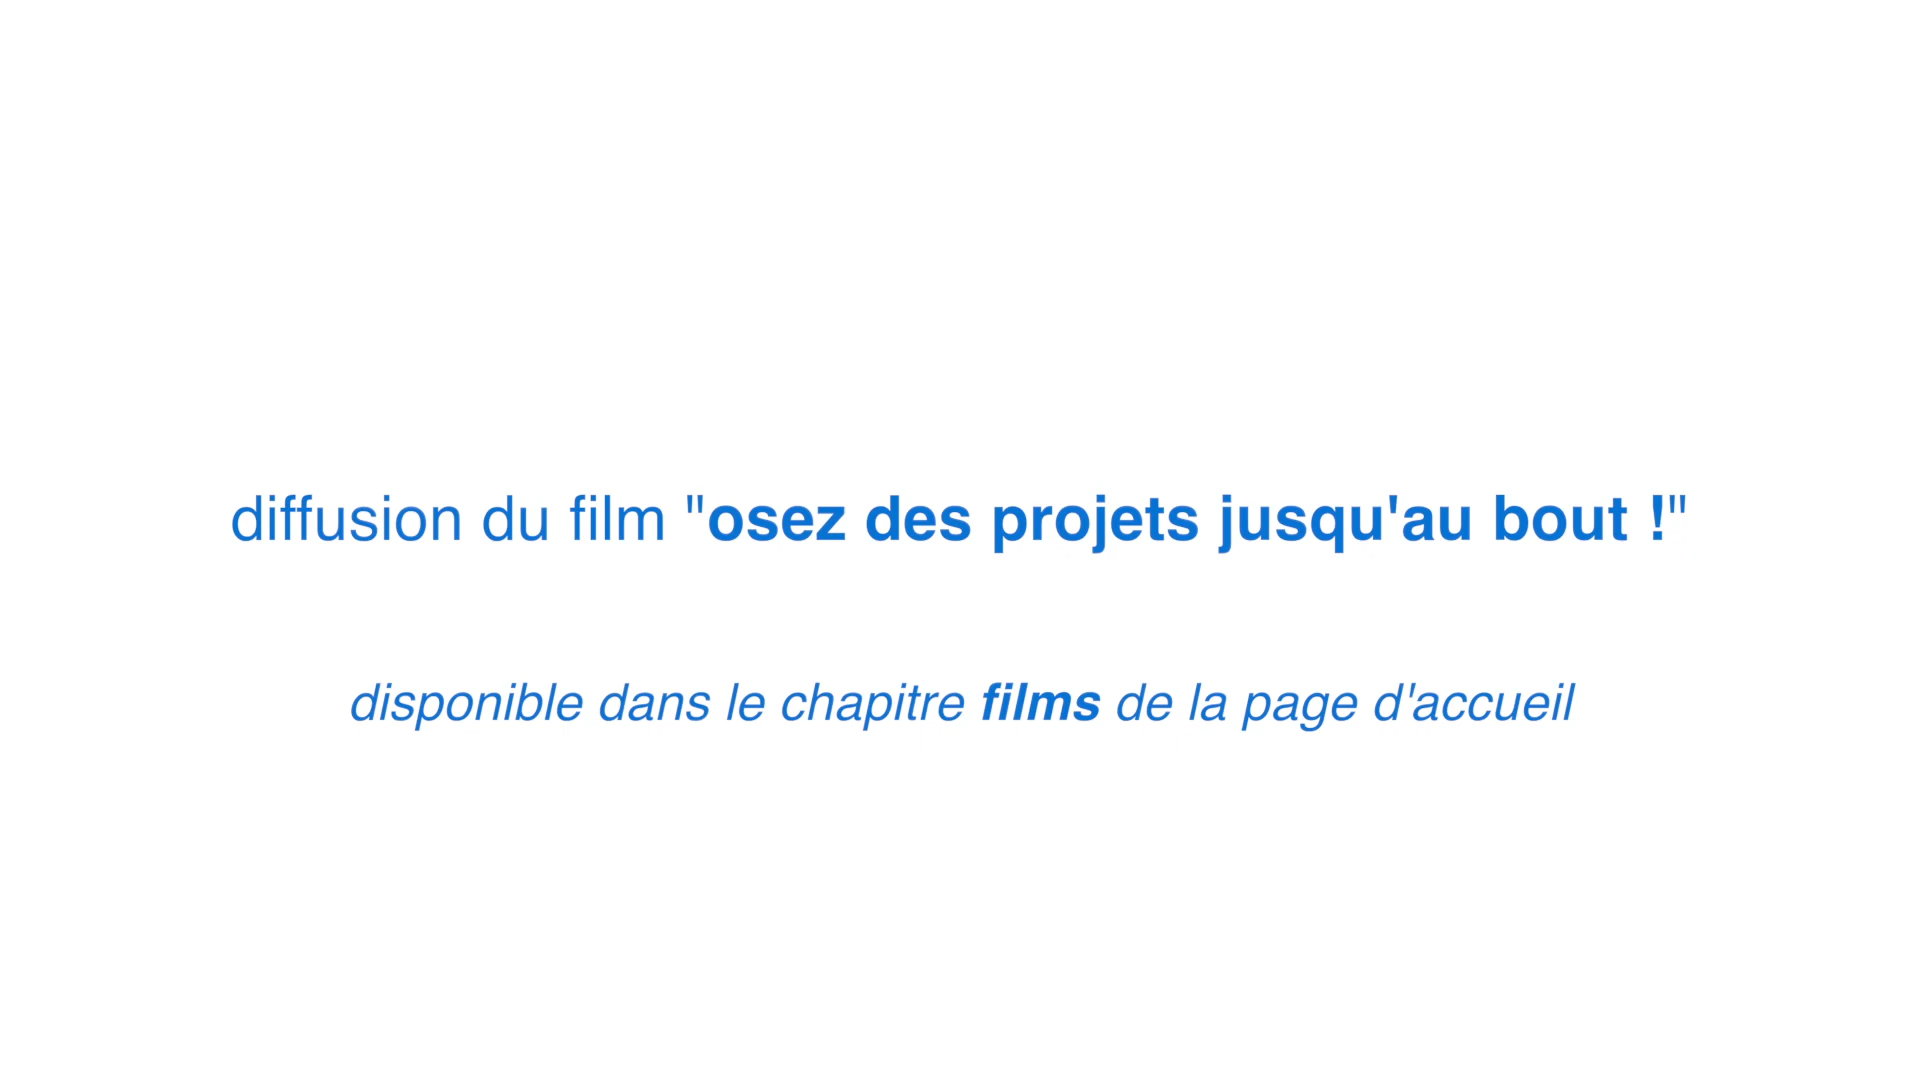 diffusion du film "osez des projets jusqu'au bout !"
disponible dans le chapitre films de la page d'accueil